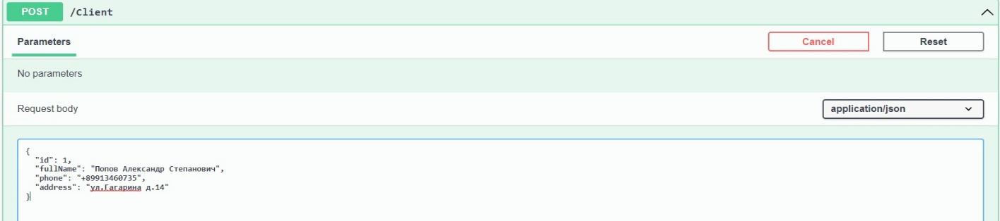 POST /Client
Parameters Cancel Reset
No parameters
Request body application/json
{
"id": 1,
"fullName": "Попов Александр Степанович",
"phone": "+89913460735",
"address": "ул.Гагарина д.14"
}